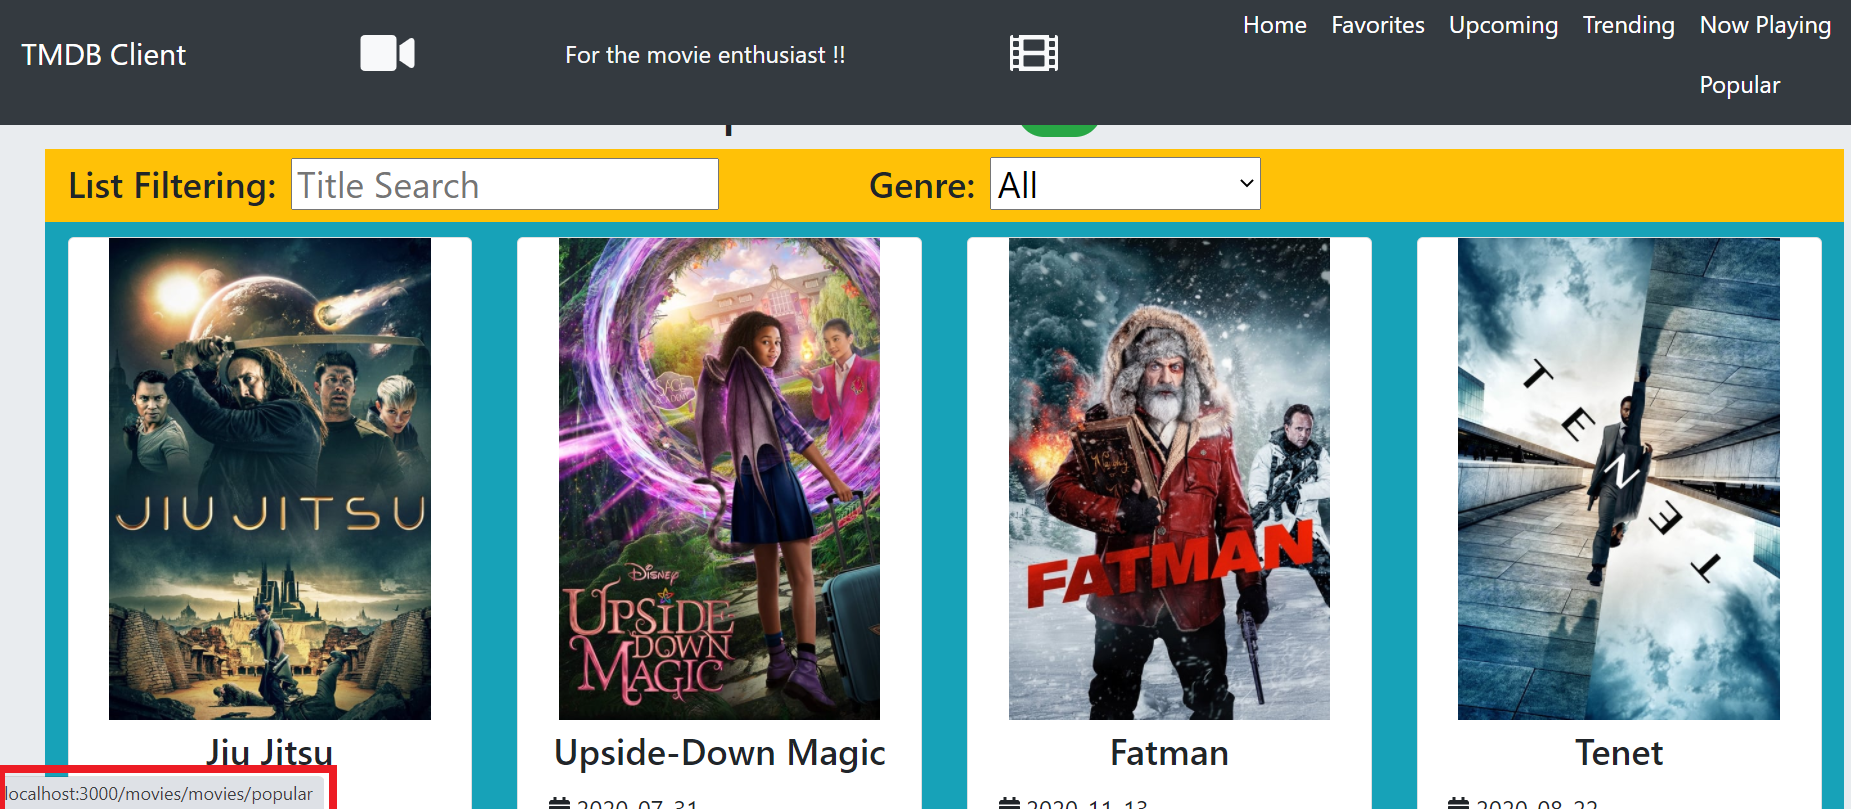 TMDB Client
For the movie enthusiast !!
Home Favorites Upcoming Trending Now Playing
Popular
List Filtering: Title Search Genre: All
JIU JITSU
SAGE
DISNEY
UPSIDE
DOWN
MAGIC
FATMAN
TENET
Jiu Jitsu Upside-Down Magic Fatman Tenet
2020-07-31 2020-11-13 2020-08-22
localhost:3000/movies/movies/popular